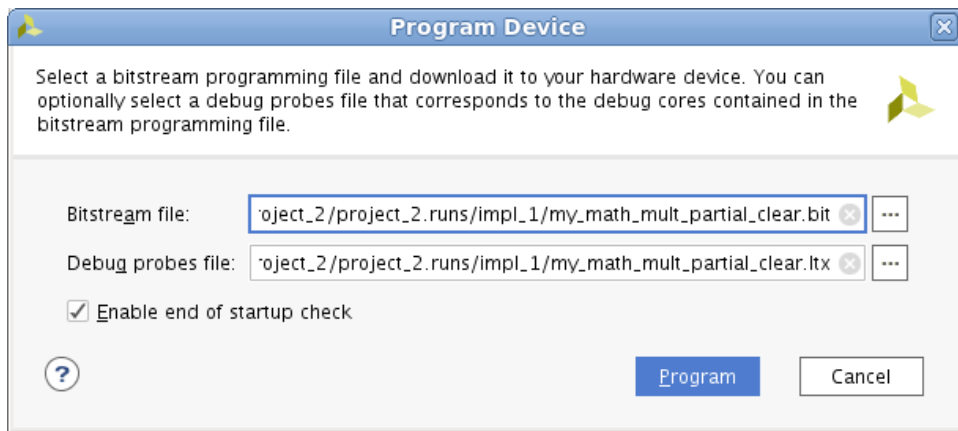 Program Device
Select a bitstream programming file and download it to your hardware device. You can
optionally select a debug probes file that corresponds to the debug cores contained in the
bitstream programming file.
Bitstream file: roject_2/project_2.runs/impl_1/my_math_mult_partial_clear.bit ...
Debug probes file: roject_2/project_2.runs/impl_1/my_math_mult_partial_clear.ltx ...
Enable end of startup check
? Program Cancel